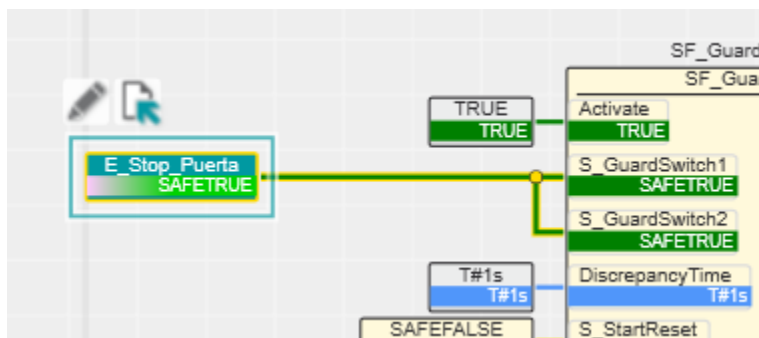 SF_Guard
SF_Gua
TRUE
TRUE
Activate
TRUE
E_Stop_Puerta
SAFETRUE
S_GuardSwitch1
SAFETRUE
S_GuardSwitch2
SAFETRUE
T#1s
T#1s
DiscrepancyTime
T#1s
SAFEFALSE
S_StartReset